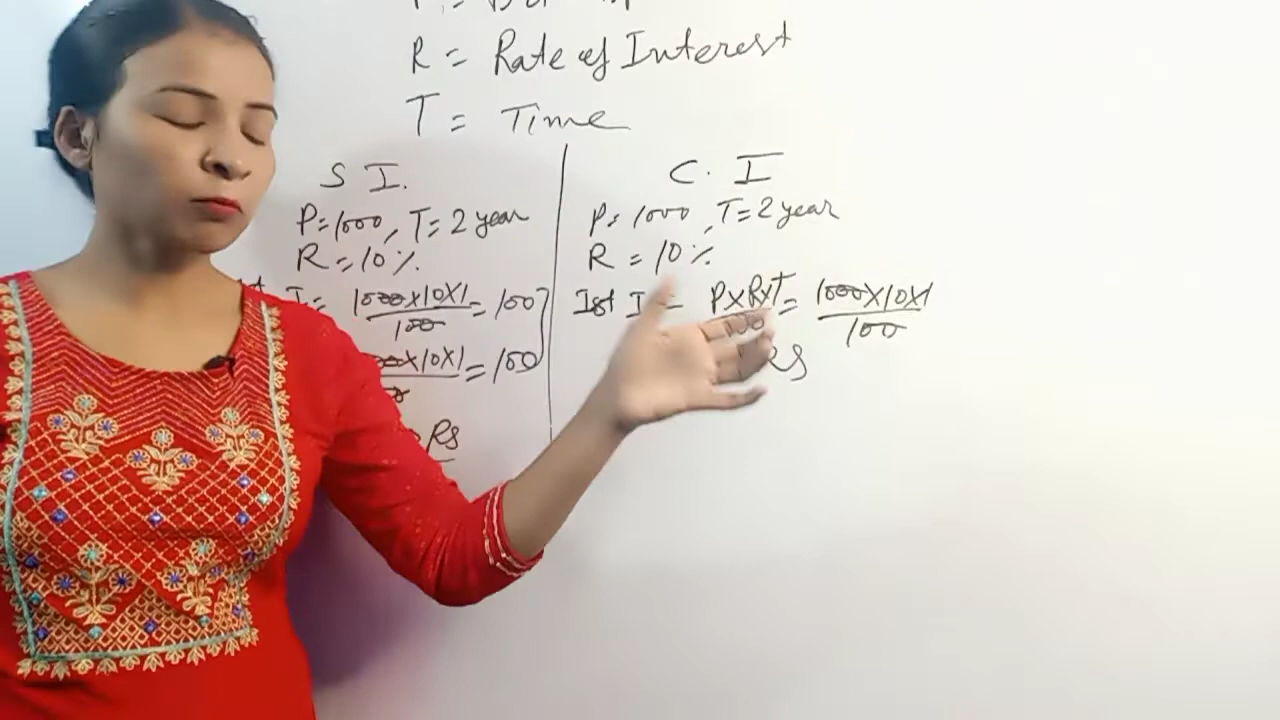 R = Rate of Interest
T = Time
S I.
P=1000, T=2 year
R=10%.
I = 1000×10×1/100 = 100
×10×1 = 100
Rs
C. I
P=1000, T=2 year
R=10%.
Ist I = P×R×T/100 = 1000×10×1/100
Rs